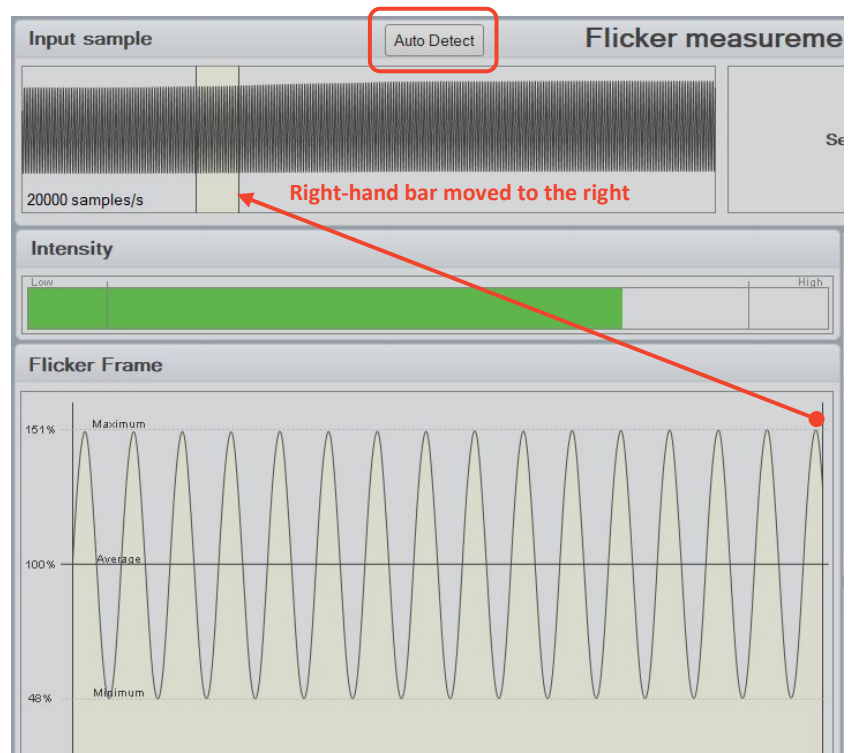 Input sample
Auto Detect
Flicker measureme
Se
20000 samples/s
Right-hand bar moved to the right
Intensity
Low
High
Flicker Frame
151%
Maximum
100%
Average
48%
Minimum